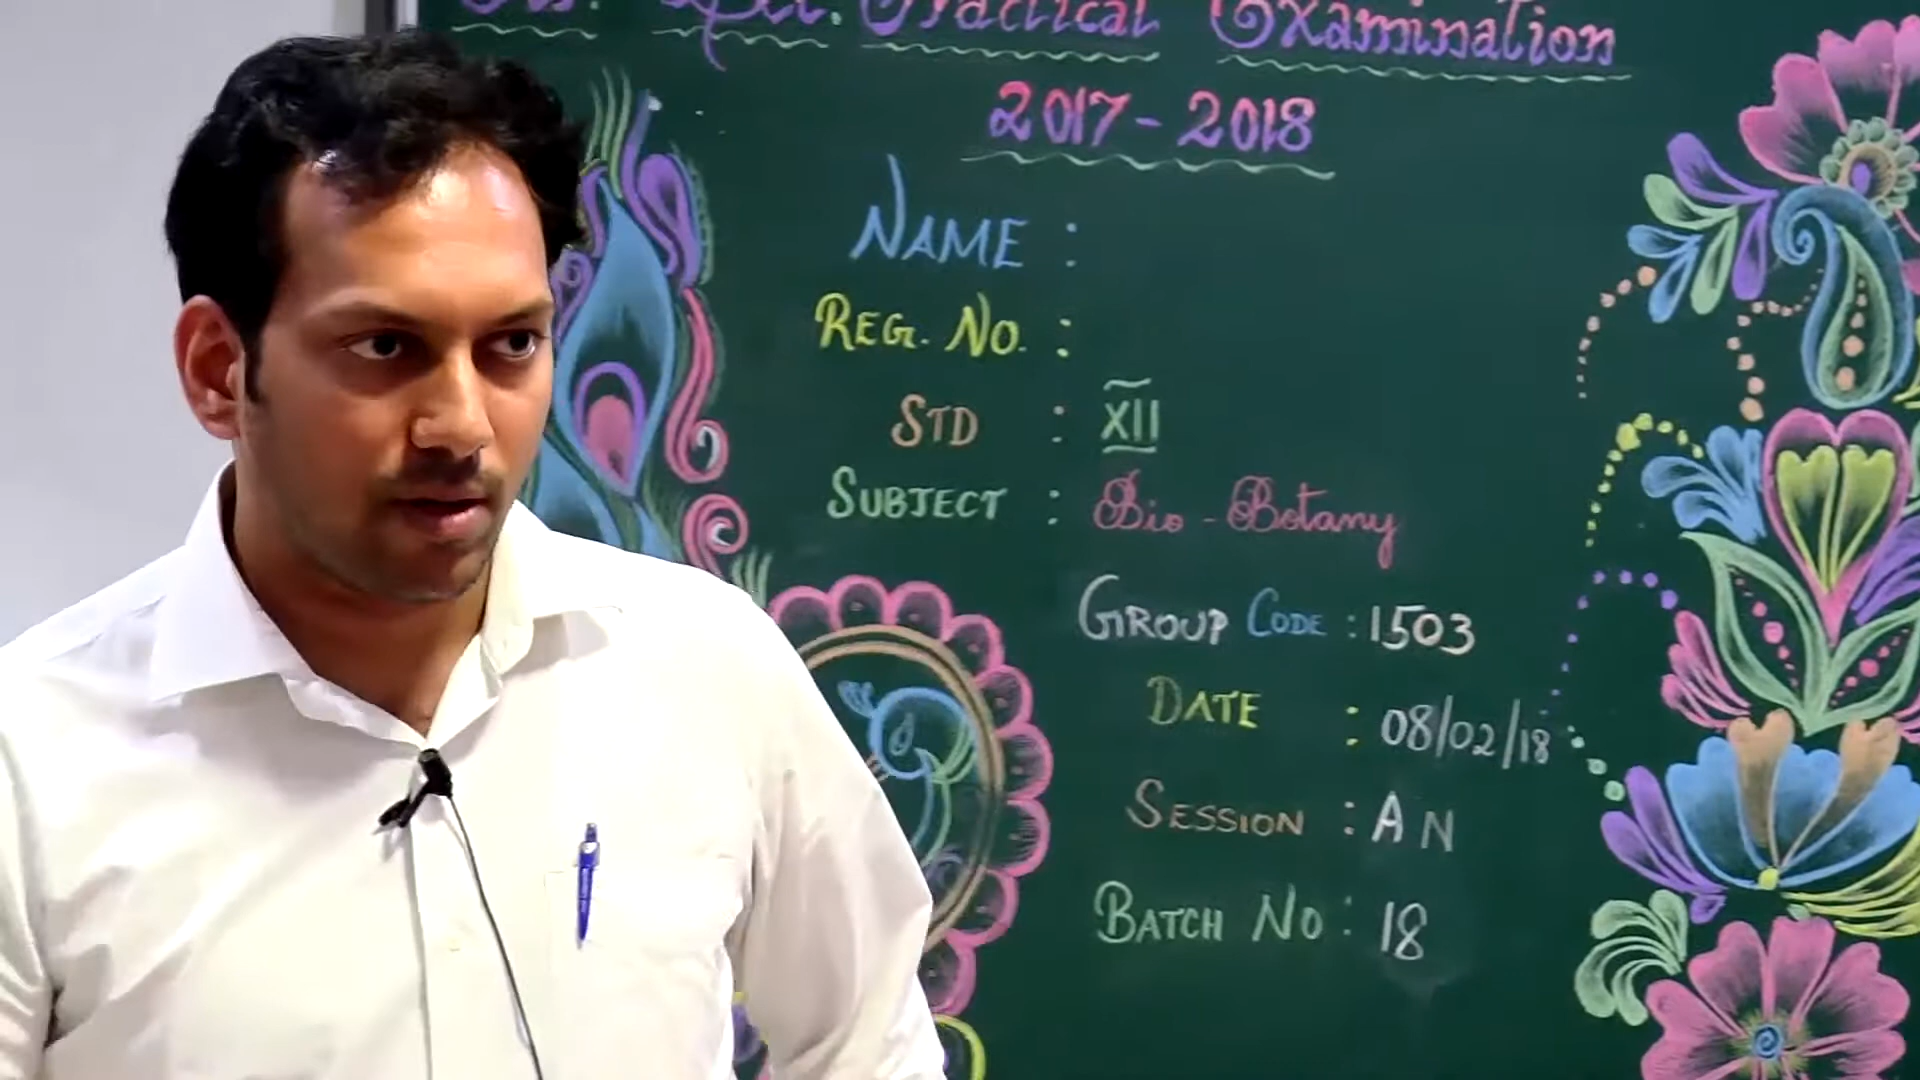 Practical Examination
2017 - 2018
NAME :
REG. NO. :
STD : XII
SUBJECT : Bio - Botany
GROUP CODE : 1503
DATE : 08/02/18
SESSION : AN
BATCH NO : 18